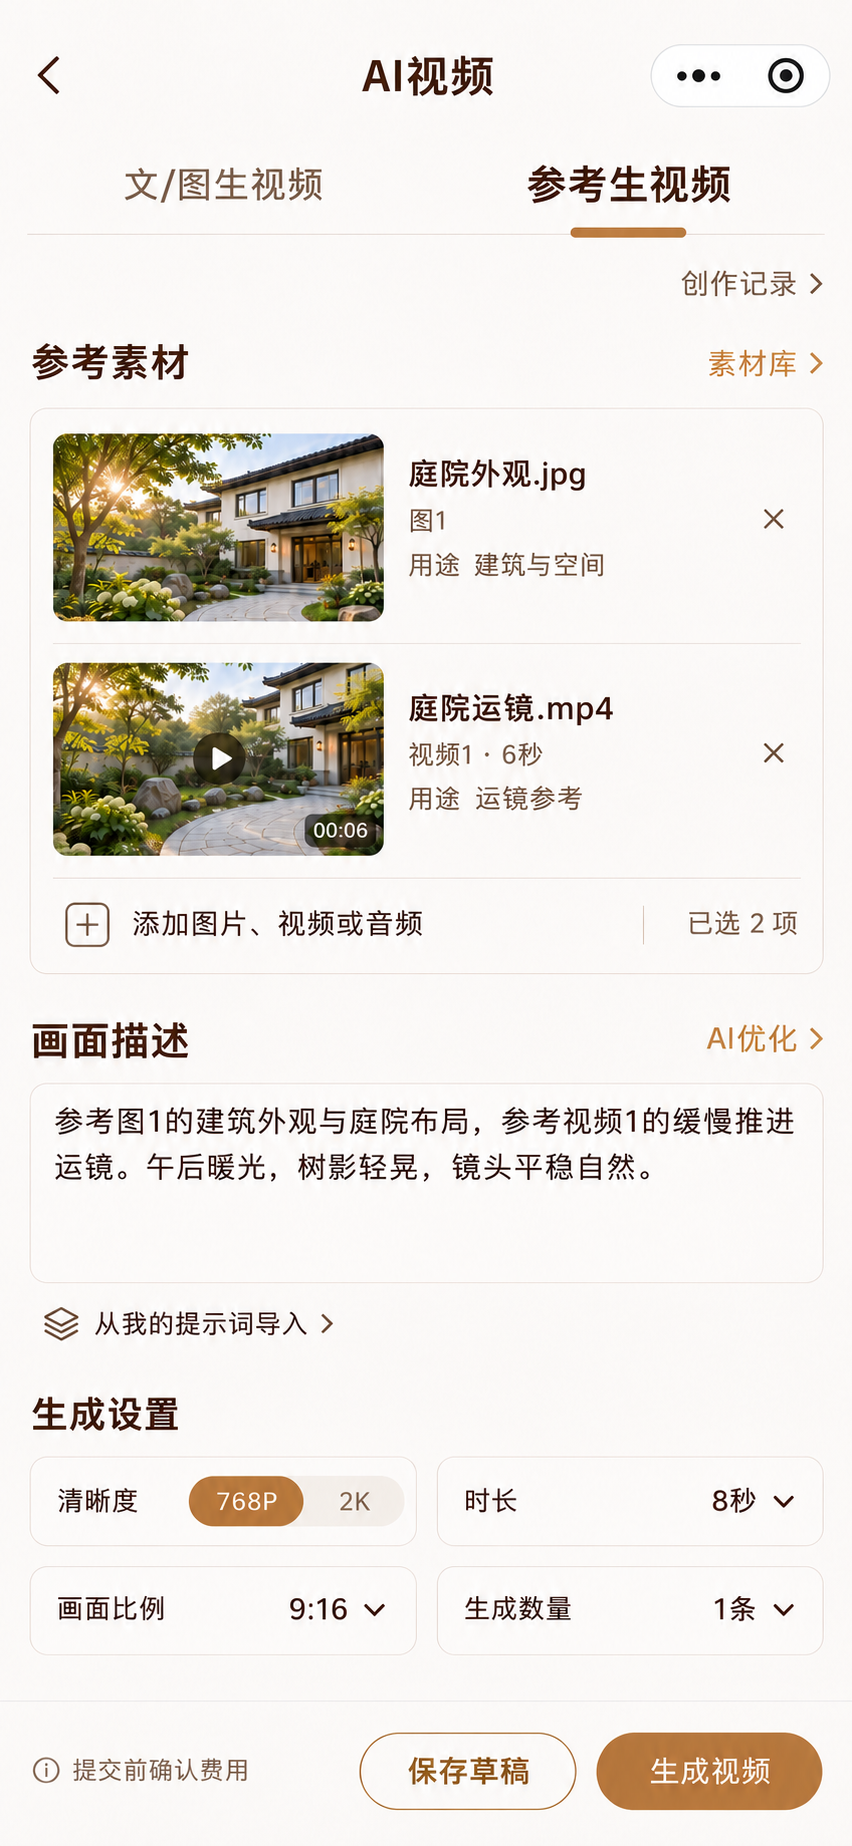 AI视频
文/图生视频
参考生视频
创作记录
参考素材
素材库
庭院外观.jpg
图1
用途 建筑与空间
庭院运镜.mp4
视频1 · 6秒
用途 运镜参考
00:06
添加图片、视频或音频
已选 2 项
画面描述
AI优化
参考图1的建筑外观与庭院布局，参考视频1的缓慢推进
运镜。午后暖光，树影轻晃，镜头平稳自然。
从我的提示词导入
生成设置
清晰度
768P
2K
时长
8秒
画面比例
9:16
生成数量
1条
提交前确认费用
保存草稿
生成视频